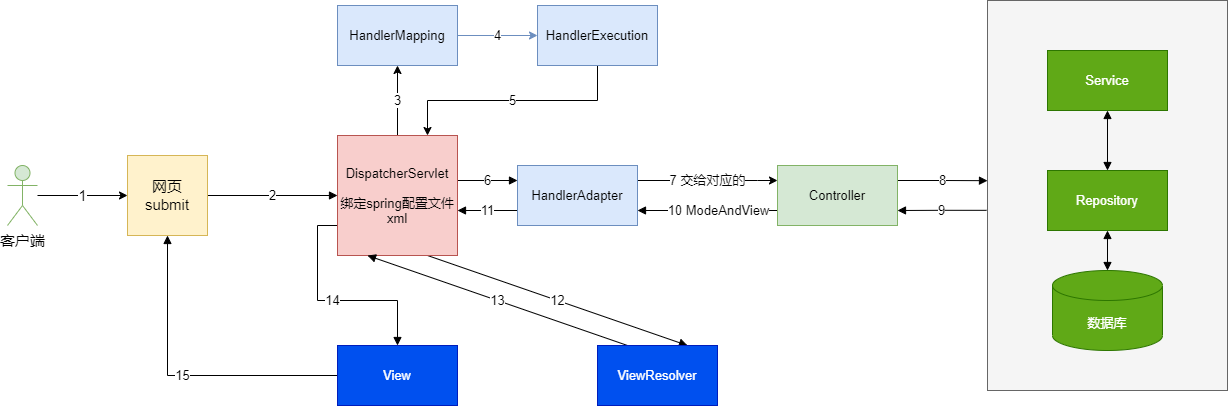 HandlerMapping
4
HandlerExecution
3
5
Service
客户端
1
网页
submit
2
DispatcherServlet
绑定spring配置文件
xml
6
HandlerAdapter
7 交给对应的
Controller
8
11
10 ModeAndView
9
Repository
数据库
14
13
12
15
View
ViewResolver